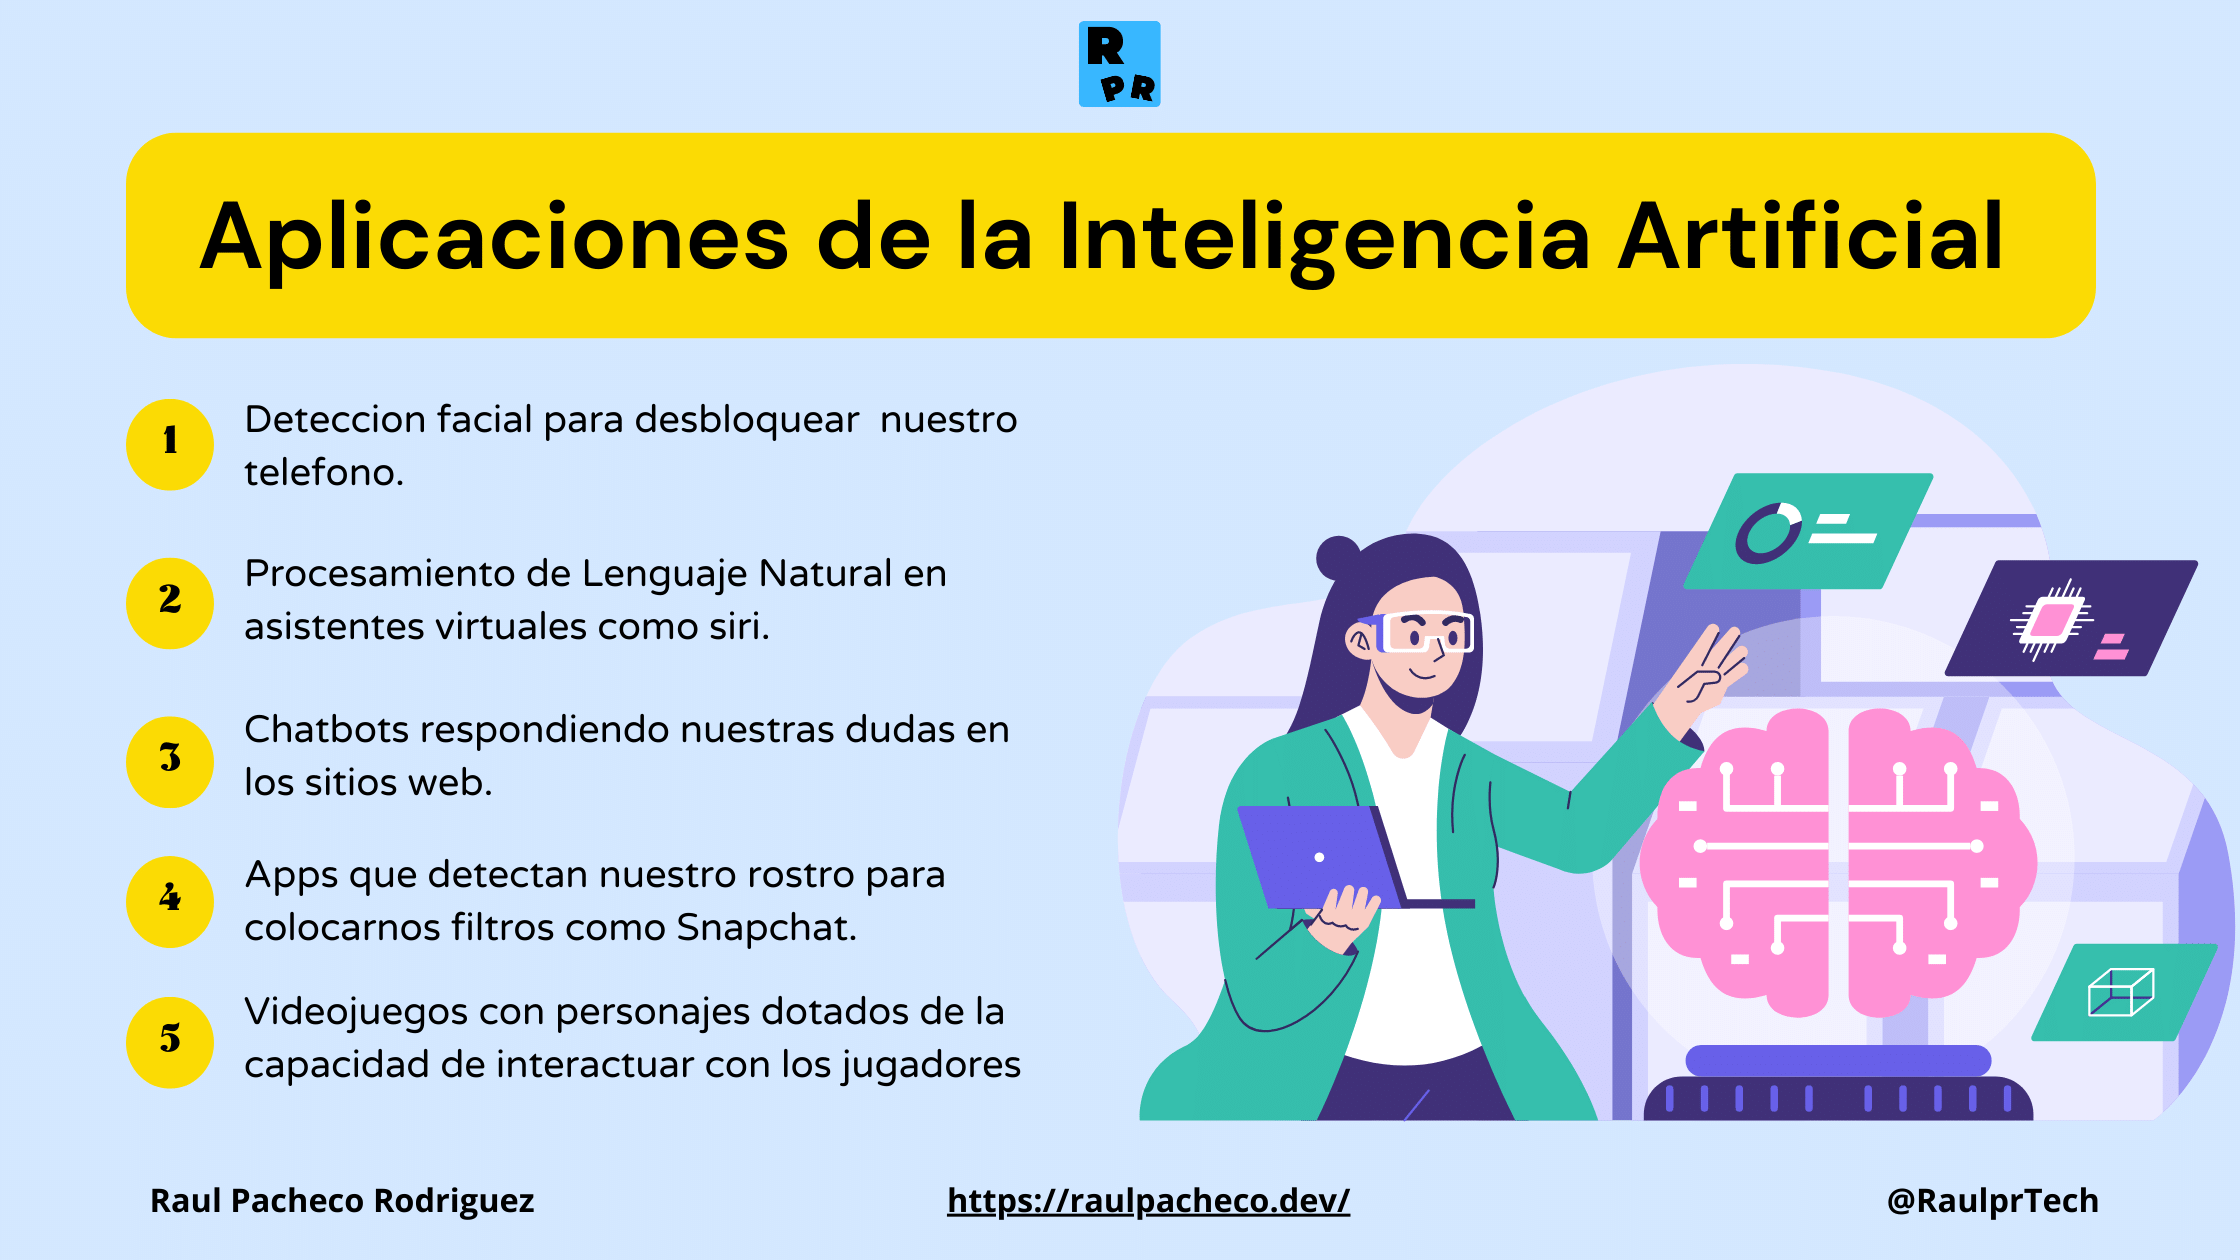 R
PR
Aplicaciones de la Inteligencia Artificial
1
Deteccion facial para desbloquear nuestro
telefono.
2
Procesamiento de Lenguaje Natural en
asistentes virtuales como siri.
3
Chatbots respondiendo nuestras dudas en
los sitios web.
4
Apps que detectan nuestro rostro para
colocarnos filtros como Snapchat.
5
Videojuegos con personajes dotados de la
capacidad de interactuar con los jugadores
Raul Pacheco Rodriguez
https://raulpacheco.dev/
@RaulprTech